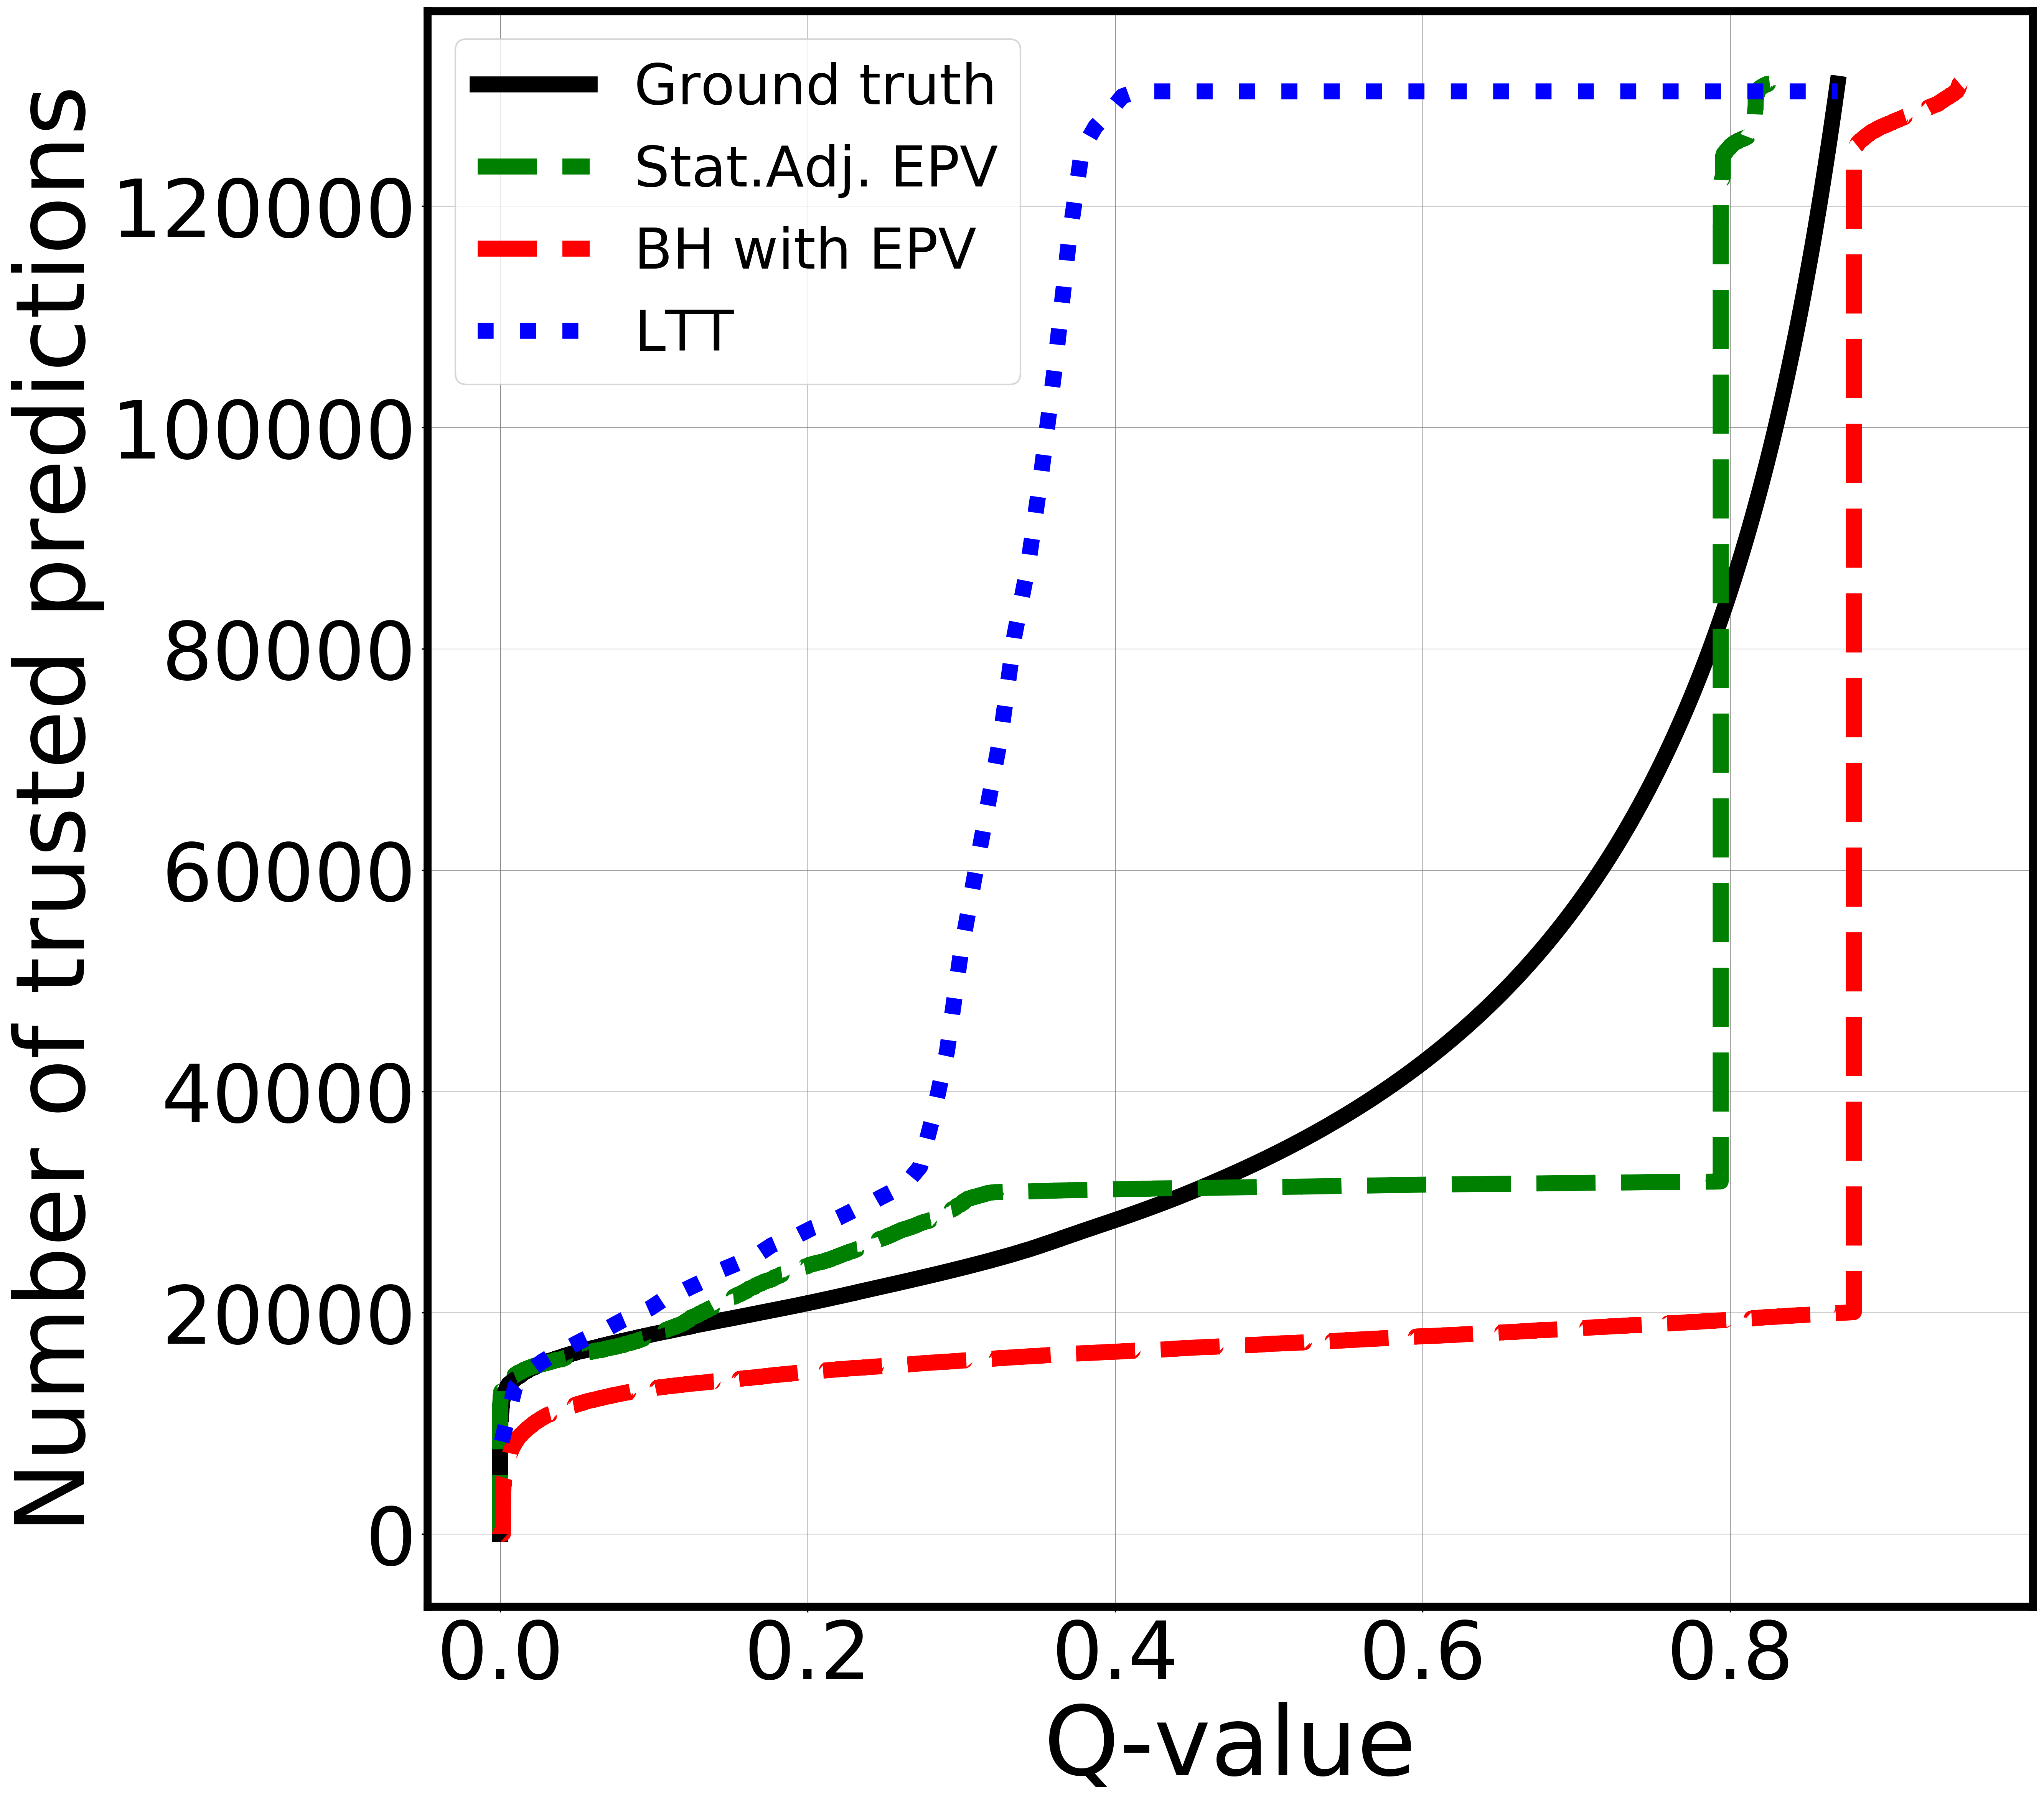 Number of trusted predictions
120000
100000
80000
60000
40000
20000
0
Ground truth
Stat.Adj. EPV
BH with EPV
LTT
0.0 0.2 0.4 0.6 0.8
Q-value